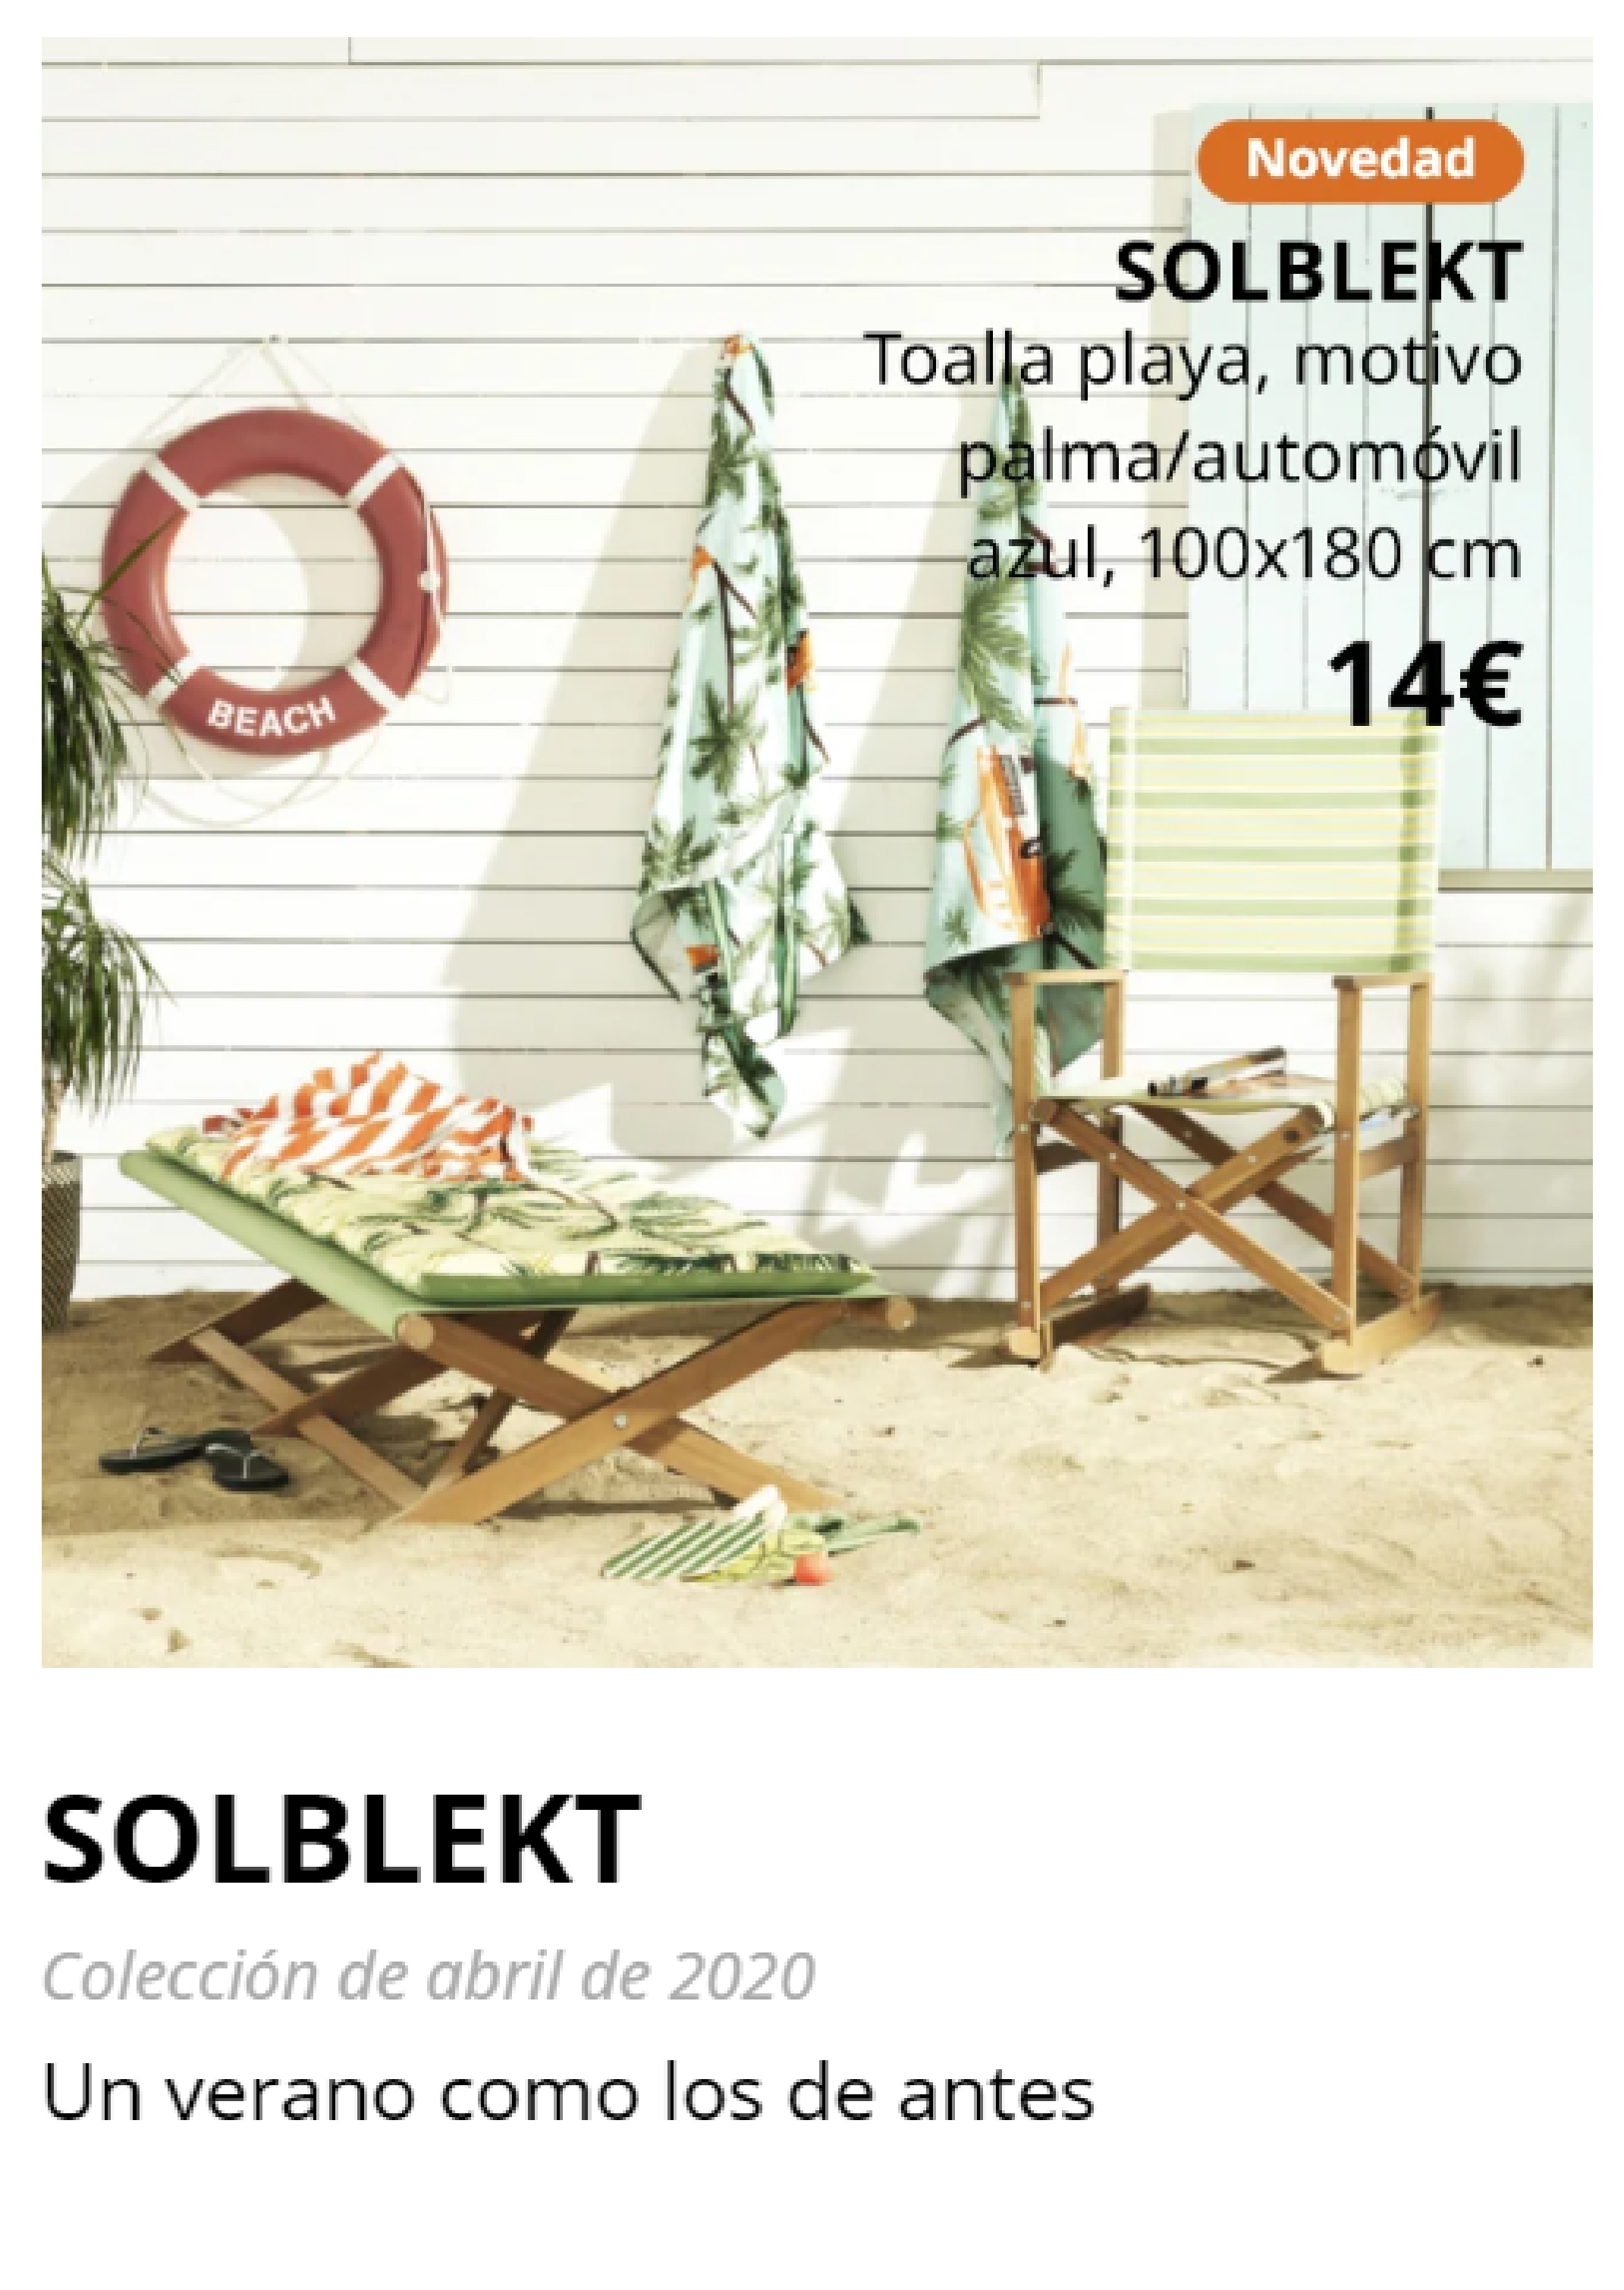 Novedad
SOLBLEKT
Toalla playa, motivo
palma/automóvil
azul, 100x180 cm
14€
BEACH
SOLBLEKT
Colección de abril de 2020
Un verano como los de antes